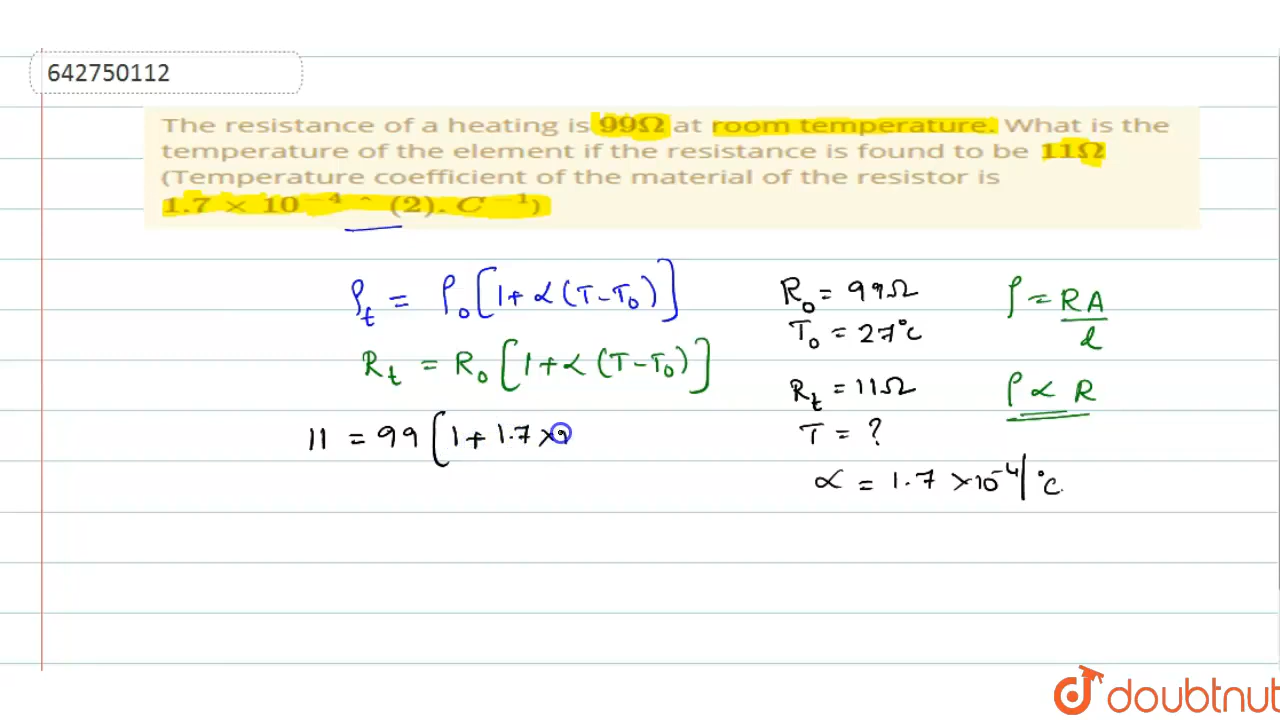 642750112
The resistance of a heating is 99Ω at room temperature. What is the
temperature of the element if the resistance is found to be 11Ω
(Temperature coefficient of the material of the resistor is
1.7 × 10⁻⁴ ^ (2). C⁻¹)
ρₜ = ρ₀ [1 + α (T - T₀)]
R₀ = 99Ω
ρ = RA/l
T₀ = 27°C
Rₜ = R₀ [1 + α (T - T₀)]
Rₜ = 11Ω
ρ ∝ R
11 = 99 [1 + 1.7 ×
T = ?
α = 1.7 × 10⁻⁴/°C
doubtnut